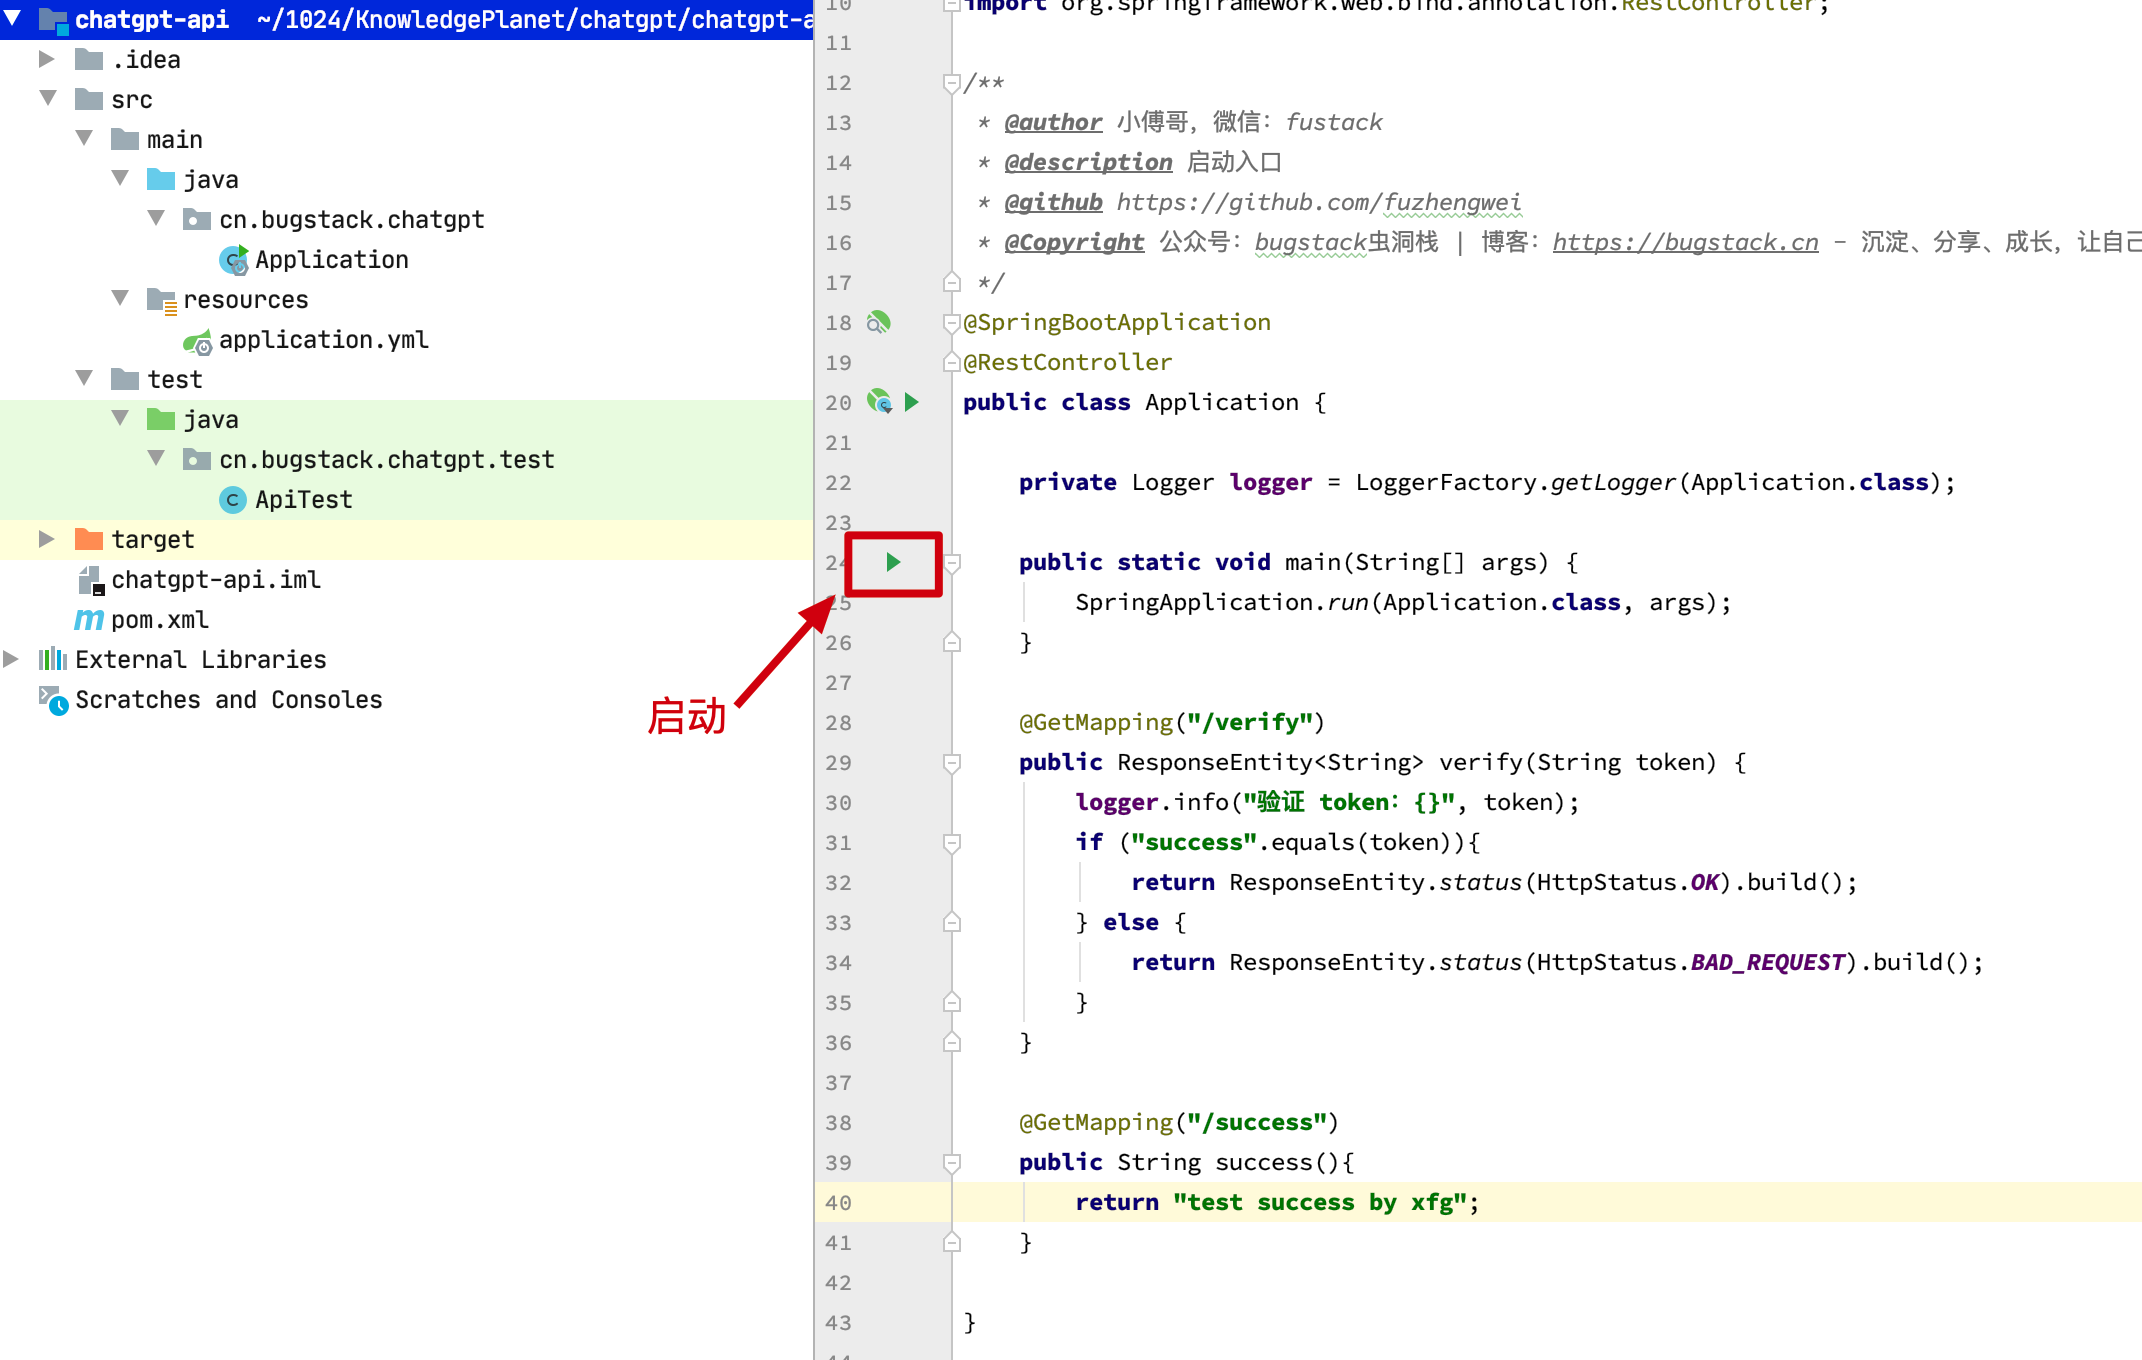 chatgpt-api ~/1024/KnowledgePlanet/chatgpt/chatgpt-a
.idea
src
main
java
cn.bugstack.chatgpt
Application
resources
application.yml
test
java
cn.bugstack.chatgpt.test
ApiTest
target
chatgpt-api.iml
pom.xml
External Libraries
Scratches and Consoles
启动
10 import org.springframework.web.bind.annotation.RestController;
11
12 /**
13 * @author 小傅哥，微信：fustack
14 * @description 启动入口
15 * @github https://github.com/fuzhengwei
16 * @Copyright 公众号：bugstack虫洞栈 | 博客：https://bugstack.cn - 沉淀、分享、成长，让自己
17 */
18 @SpringBootApplication
19 @RestController
20 public class Application {
21
22 private Logger logger = LoggerFactory.getLogger(Application.class);
23
24 public static void main(String[] args) {
25 SpringApplication.run(Application.class, args);
26 }
27
28 @GetMapping("/verify")
29 public ResponseEntity<String> verify(String token) {
30 logger.info("验证 token：{}", token);
31 if ("success".equals(token)){
32 return ResponseEntity.status(HttpStatus.OK).build();
33 } else {
34 return ResponseEntity.status(HttpStatus.BAD_REQUEST).build();
35 }
36 }
37
38 @GetMapping("/success")
39 public String success(){
40 return "test success by xfg";
41 }
42
43 }
44